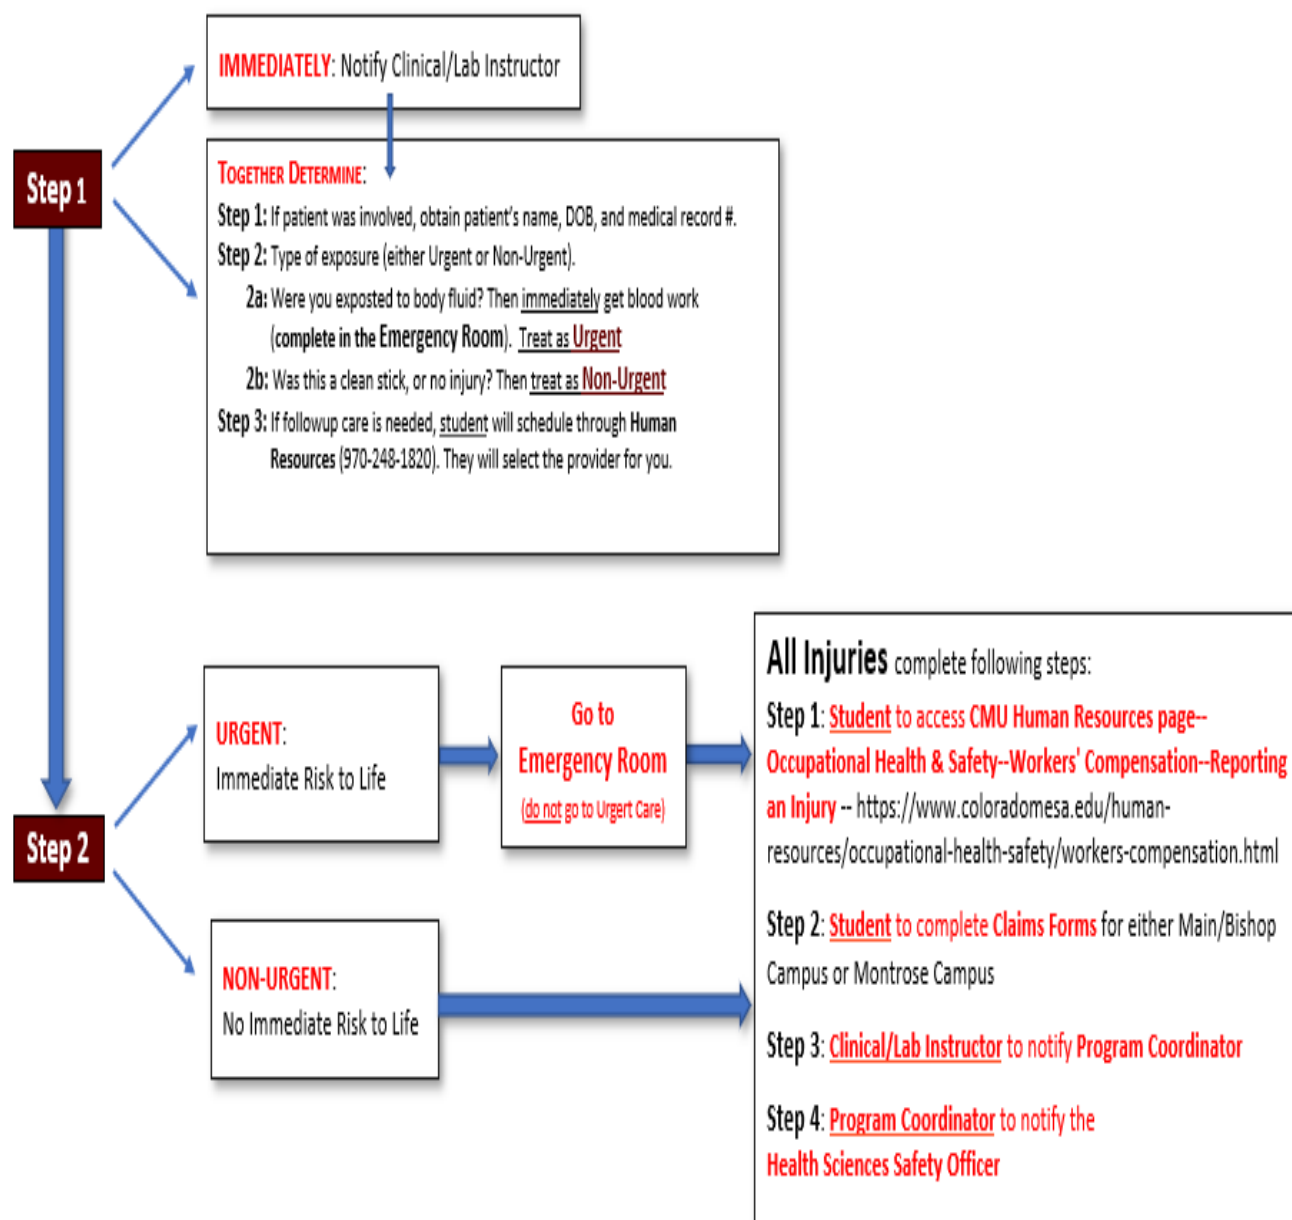 IMMEDIATELY: Notify Clinical/Lab Instructor
Step 1
TOGETHER DETERMINE:
Step 1: If patient was involved, obtain patient's name, DOB, and medical record #.
Step 2: Type of exposure (either Urgent or Non-Urgent).
2a: Were you exposted to body fluid? Then immediately get blood work
(complete in the Emergency Room). Treat as Urgent
2b: Was this a clean stick, or no injury? Then treat as Non-Urgent
Step 3: If followup care is needed, student will schedule through Human
Resources (970-248-1820). They will select the provider for you.
Step 2
URGENT:
Immediate Risk to Life
Go to
Emergency Room
(do not go to Urgert Care)
NON-URGENT:
No Immediate Risk to Life
All Injuries complete following steps:
Step 1: Student to access CMU Human Resources page--
Occupational Health & Safety--Workers' Compensation--Reporting
an Injury -- https://www.coloradomesa.edu/human-
resources/occupational-health-safety/workers-compensation.html
Step 2: Student to complete Claims Forms for either Main/Bishop
Campus or Montrose Campus
Step 3: Clinical/Lab Instructor to notify Program Coordinator
Step 4: Program Coordinator to notify the
Health Sciences Safety Officer